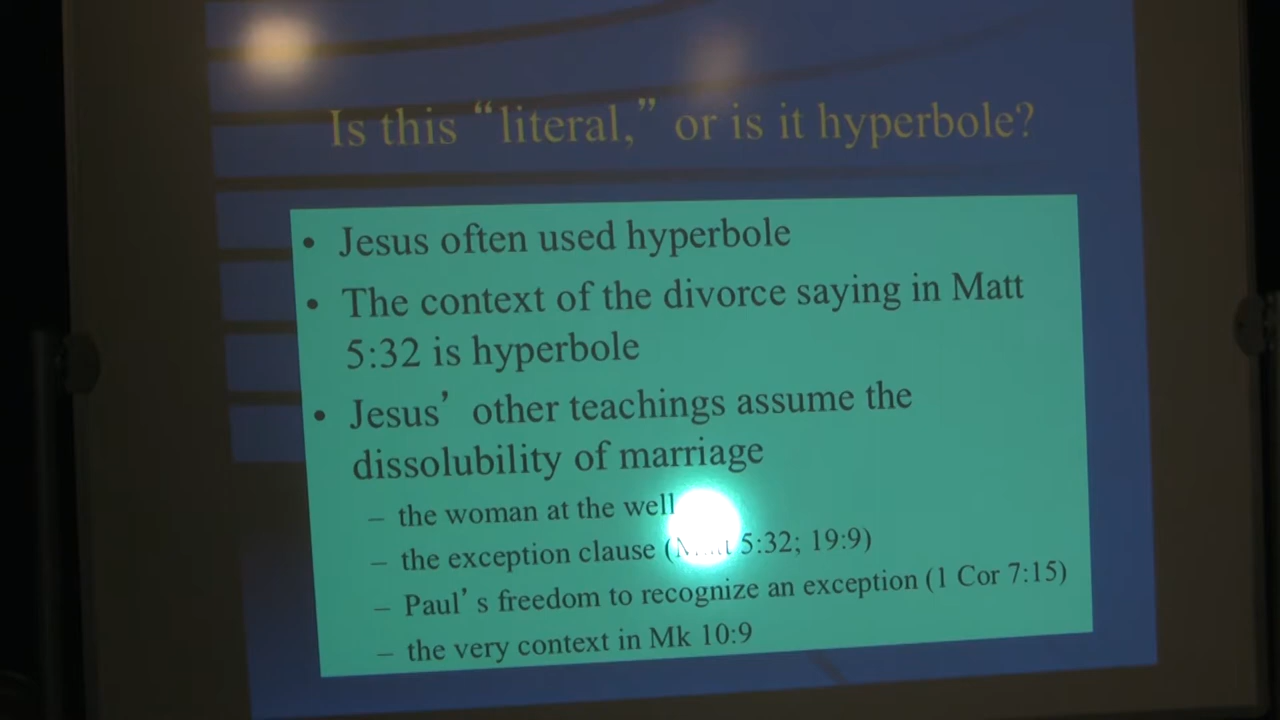 Is this “literal,” or is it hyperbole?
• Jesus often used hyperbole
• The context of the divorce saying in Matt
5:32 is hyperbole
• Jesus’ other teachings assume the
dissolubility of marriage
– the woman at the well
– the exception clause (Matt 5:32; 19:9)
– Paul’s freedom to recognize an exception (1 Cor 7:15)
– the very context in Mk 10:9